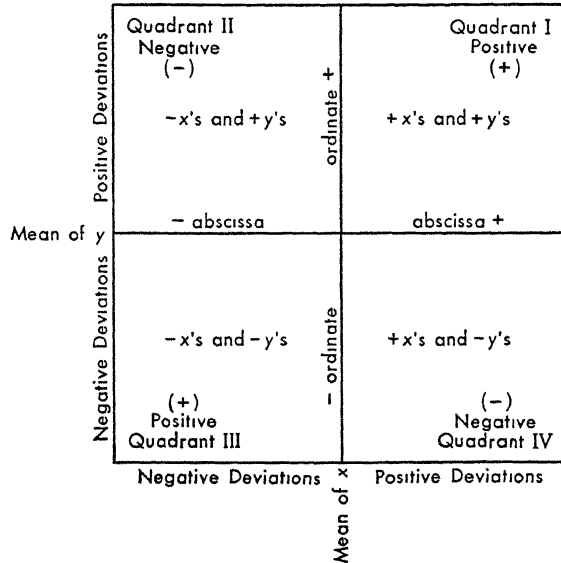 Quadrant II
Negative
(-)
-x's and +y's
Quadrant I
Positive
(+)
+x's and +y's
Positive Deviations
ordinate +
- abscissa
abscissa +
Mean of y
Negative Deviations
- ordinate
-x's and -y's
(+)
Positive
Quadrant III
+x's and -y's
(-)
Negative
Quadrant IV
Negative Deviations
Mean of x
Positive Deviations